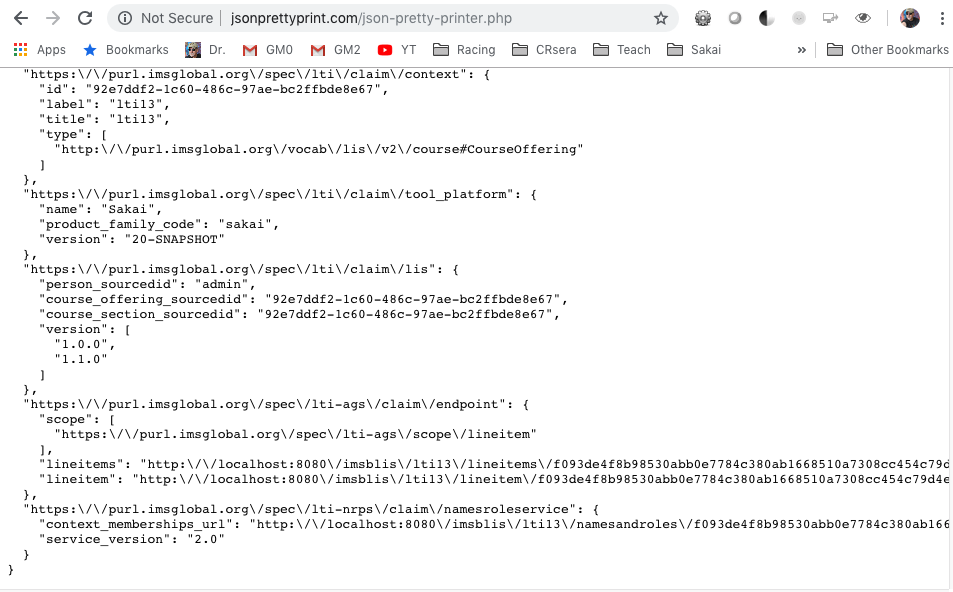 Not Secure | jsonprettyprint.com/json-pretty-printer.php
Apps Bookmarks Dr. GM0 GM2 YT Racing CRsera Teach Sakai » Other Bookmarks
"https:\/\/purl.imsglobal.org\/spec\/lti\/claim\/context": {
"id": "92e7ddf2-1c60-486c-97ae-bc2ffbde8e67",
"label": "lti13",
"title": "lti13",
"type": [
"http:\/\/purl.imsglobal.org\/vocab\/lis\/v2\/course#CourseOffering"
]
},
"https:\/\/purl.imsglobal.org\/spec\/lti\/claim\/tool_platform": {
"name": "Sakai",
"product_family_code": "sakai",
"version": "20-SNAPSHOT"
},
"https:\/\/purl.imsglobal.org\/spec\/lti\/claim\/lis": {
"person_sourcedid": "admin",
"course_offering_sourcedid": "92e7ddf2-1c60-486c-97ae-bc2ffbde8e67",
"course_section_sourcedid": "92e7ddf2-1c60-486c-97ae-bc2ffbde8e67",
"version": [
"1.0.0",
"1.1.0"
]
},
"https:\/\/purl.imsglobal.org\/spec\/lti-ags\/claim\/endpoint": {
"scope": [
"https:\/\/purl.imsglobal.org\/spec\/lti-ags\/scope\/lineitem"
],
"lineitems": "http:\/\/localhost:8080\/imsblis\/lti13\/lineitems\/f093de4f8b98530abb0e7784c380ab1668510a7308cc454c79d
"lineitem": "http:\/\/localhost:8080\/imsblis\/lti13\/lineitem\/f093de4f8b98530abb0e7784c380ab1668510a7308cc454c79d4e
},
"https:\/\/purl.imsglobal.org\/spec\/lti-nrps\/claim\/namesroleservice": {
"context_memberships_url": "http:\/\/localhost:8080\/imsblis\/lti13\/namesandroles\/f093de4f8b98530abb0e7784c380ab166
"service_version": "2.0"
}
}